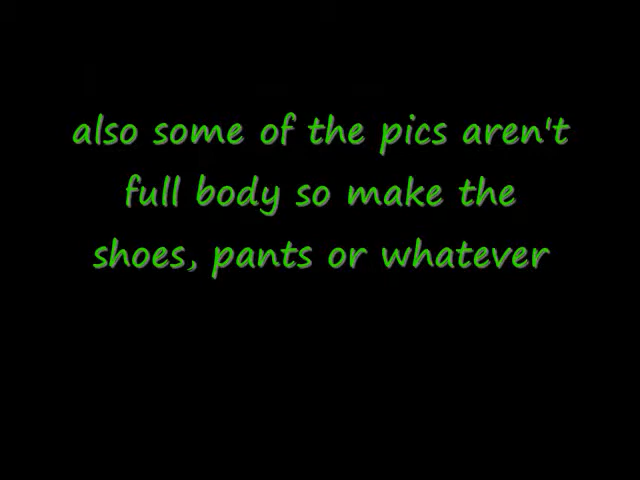 also some of the pics aren't
full body so make the
shoes, pants or whatever